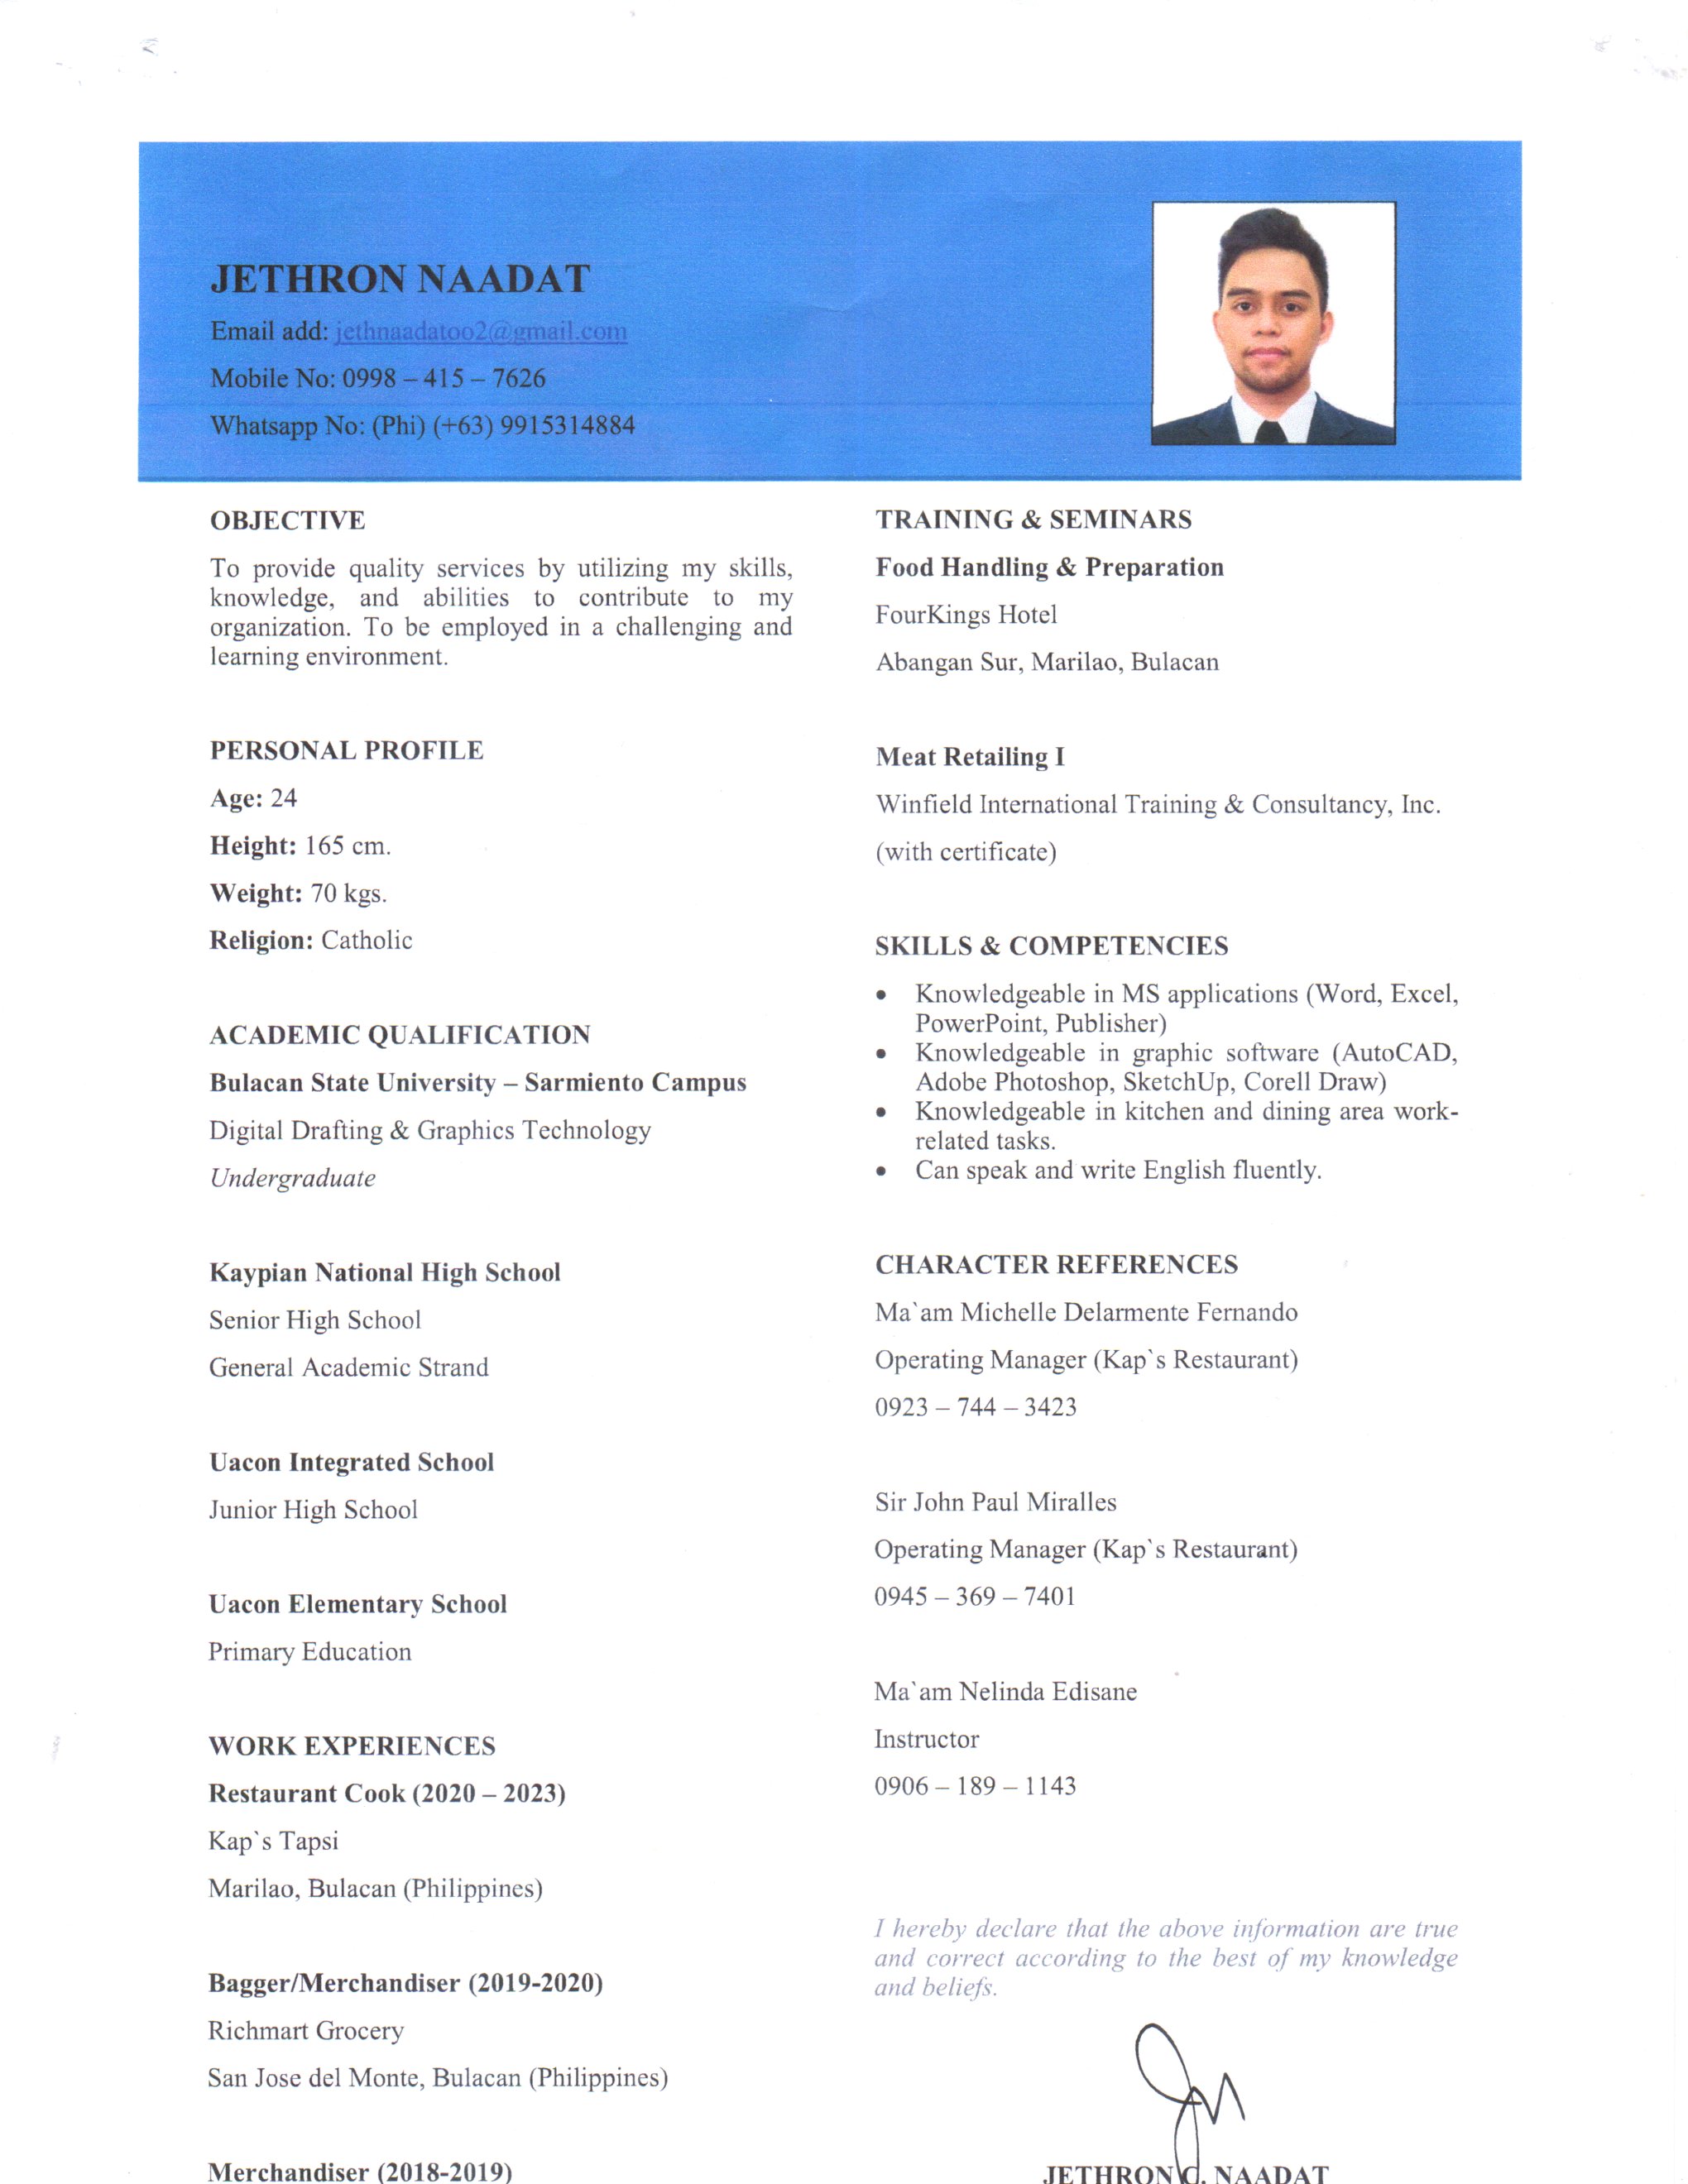 JETHRON NAADAT
Email add: jethnaadatoo2@gmail.com
Mobile No: 0998 – 415 – 7626
Whatsapp No: (Phi) (+63) 9915314884
OBJECTIVE
To provide quality services by utilizing my skills,
knowledge, and abilities to contribute to my
organization. To be employed in a challenging and
learning environment.
PERSONAL PROFILE
Age: 24
Height: 165 cm.
Weight: 70 kgs.
Religion: Catholic
ACADEMIC QUALIFICATION
Bulacan State University – Sarmiento Campus
Digital Drafting & Graphics Technology
Undergraduate
Kaypian National High School
Senior High School
General Academic Strand
Uacon Integrated School
Junior High School
Uacon Elementary School
Primary Education
WORK EXPERIENCES
Restaurant Cook (2020 – 2023)
Kap`s Tapsi
Marilao, Bulacan (Philippines)
Bagger/Merchandiser (2019-2020)
Richmart Grocery
San Jose del Monte, Bulacan (Philippines)
Merchandiser (2018-2019)
TRAINING & SEMINARS
Food Handling & Preparation
FourKings Hotel
Abangan Sur, Marilao, Bulacan
Meat Retailing I
Winfield International Training & Consultancy, Inc.
(with certificate)
SKILLS & COMPETENCIES
• Knowledgeable in MS applications (Word, Excel,
PowerPoint, Publisher)
• Knowledgeable in graphic software (AutoCAD,
Adobe Photoshop, SketchUp, Corell Draw)
• Knowledgeable in kitchen and dining area work-
related tasks.
• Can speak and write English fluently.
CHARACTER REFERENCES
Ma`am Michelle Delarmente Fernando
Operating Manager (Kap`s Restaurant)
0923 – 744 – 3423
Sir John Paul Miralles
Operating Manager (Kap`s Restaurant)
0945 – 369 – 7401
Ma`am Nelinda Edisane
Instructor
0906 – 189 – 1143
I hereby declare that the above information are true
and correct according to the best of my knowledge
and beliefs.
JETHRON C. NAADAT